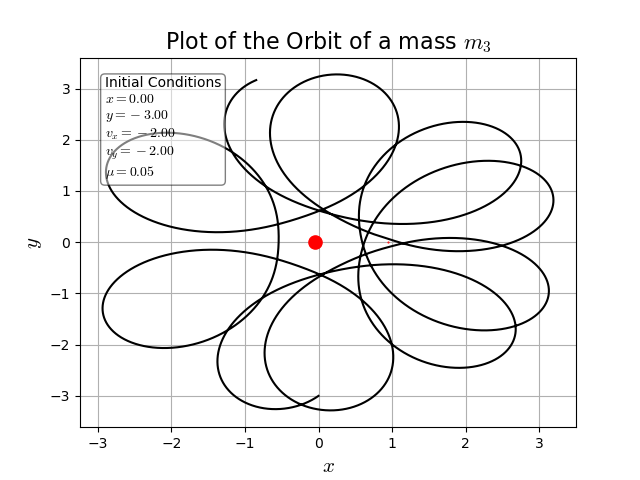 Plot of the Orbit of a mass m₃
Initial Conditions
x = 0.00
y = −3.00
vₓ = −2.00
v_y = −2.00
μ = 0.05
3
2
1
0
−1
−2
−3
y
−3 −2 −1 0 1 2 3
x